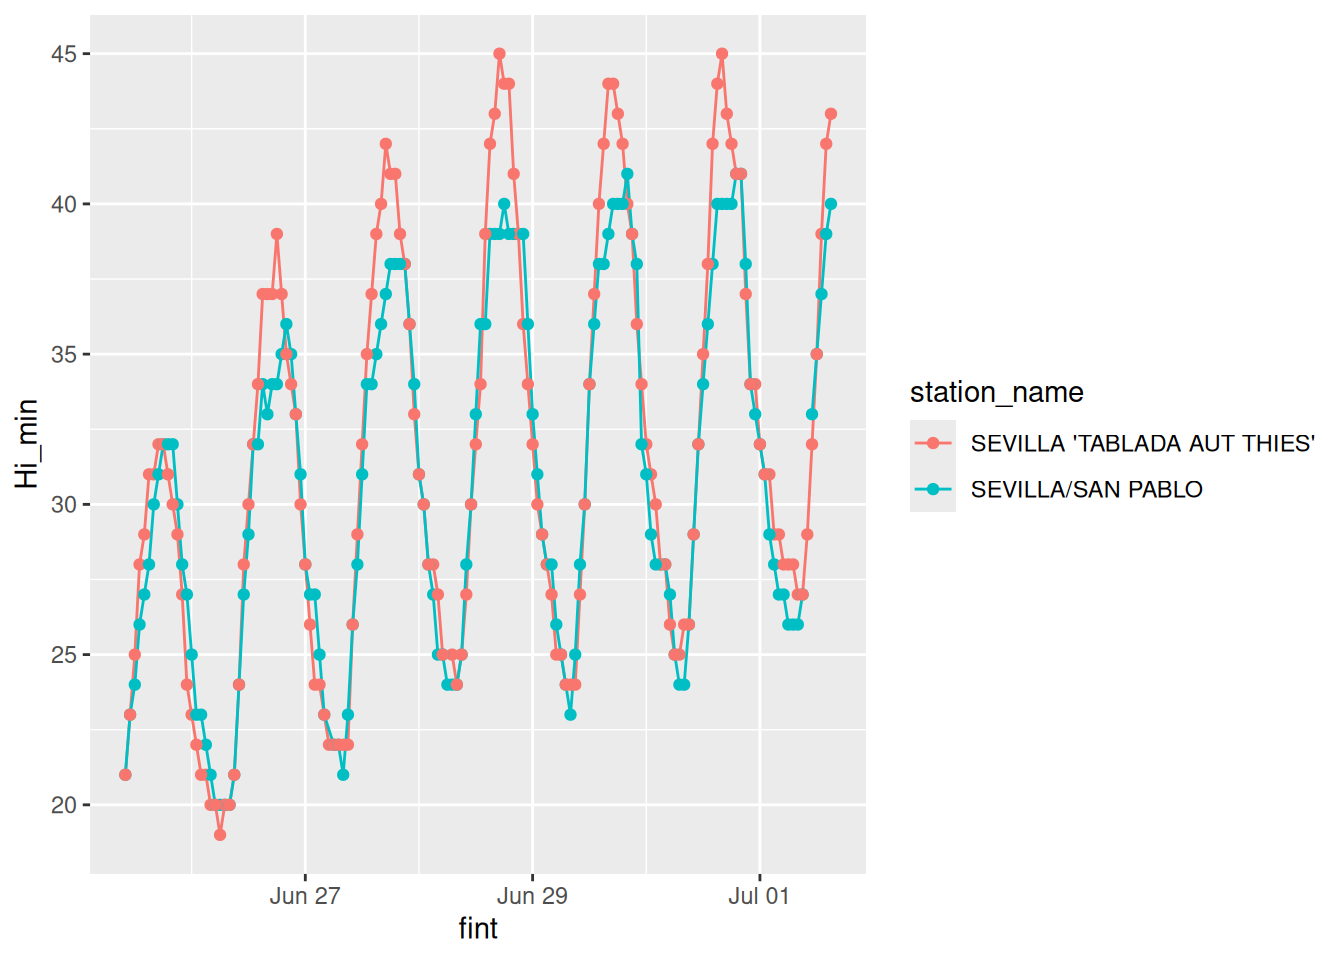 45
40
35
30
25
20
Hi_min
Jun 27
Jun 29
Jul 01
fint
station_name
SEVILLA 'TABLADA AUT THIES'
SEVILLA/SAN PABLO